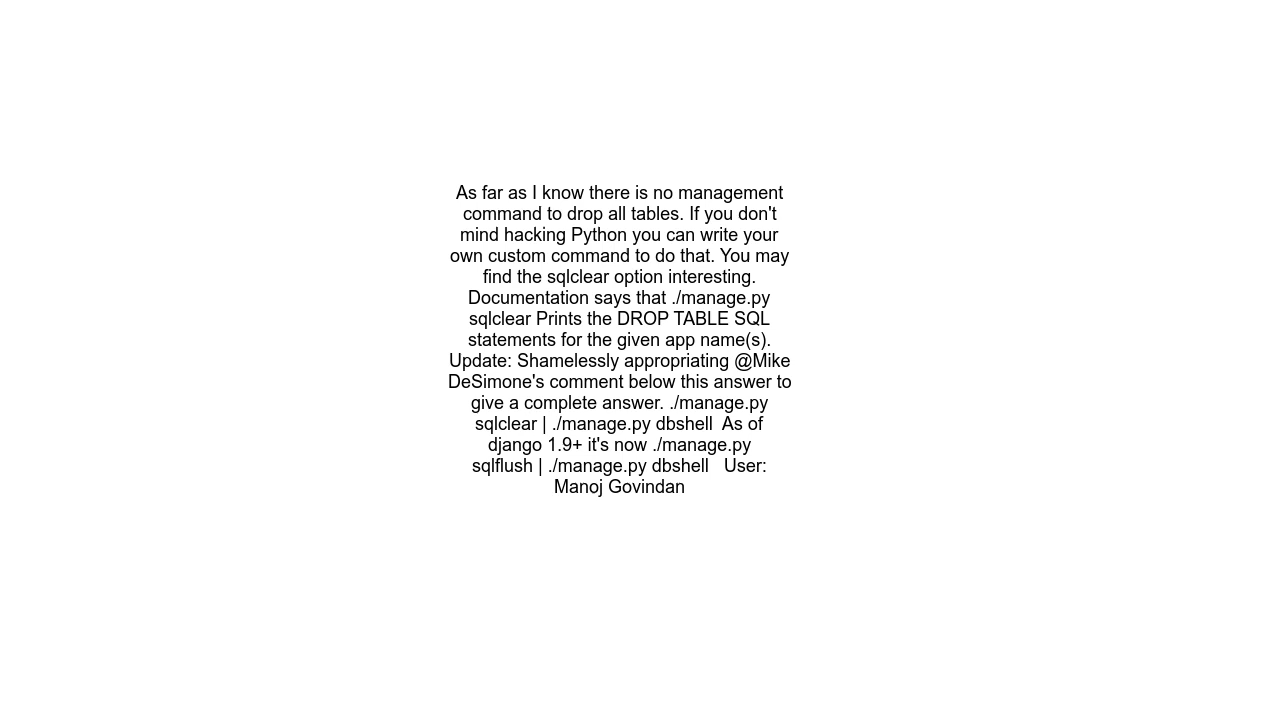 As far as I know there is no management
command to drop all tables. If you don't
mind hacking Python you can write your
own custom command to do that. You may
find the sqlclear option interesting.
Documentation says that ./manage.py
sqlclear Prints the DROP TABLE SQL
statements for the given app name(s).
Update: Shamelessly appropriating @Mike
DeSimone's comment below this answer to
give a complete answer. ./manage.py
sqlclear | ./manage.py dbshell  As of
django 1.9+ it's now ./manage.py
sqlflush | ./manage.py dbshell   User:
Manoj Govindan